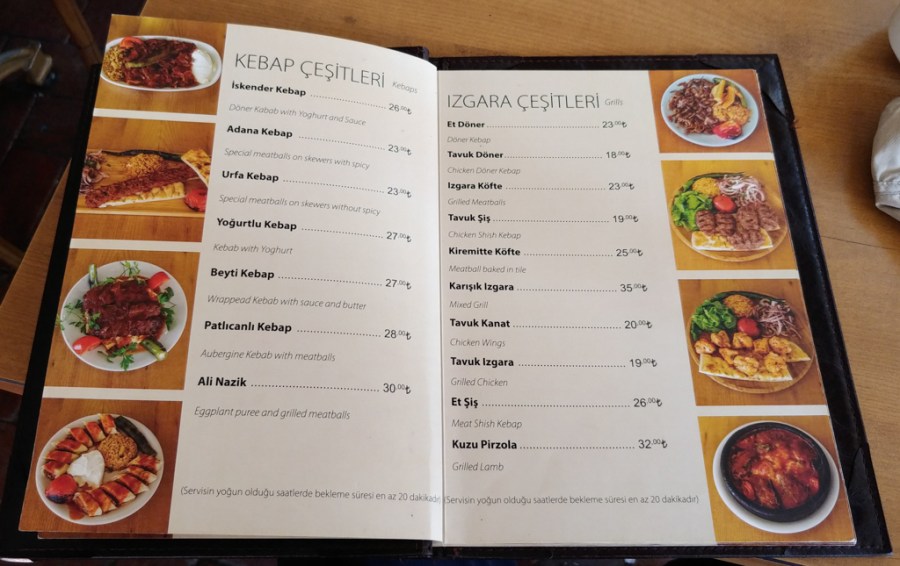 KEBAP ÇEŞİTLERİ Kebaps
İskender Kebap 26.00₺
Döner Kabab with Yoghurt and Sauce
Adana Kebap 23.00₺
Special meatballs on skewers with spicy
Urfa Kebap 23.00₺
Special meatballs on skewers without spicy
Yoğurtlu Kebap 27.00₺
Kebab with Yoghurt
Beyti Kebap 27.00₺
Wrappead Kebab with sauce and butter
Patlıcanlı Kebap 28.00₺
Aubergine Kebab with meatballs
Ali Nazik 30.00₺
Eggplant puree and grilled meatballs
(Servisin yoğun olduğu saatlerde bekleme süresi en az 20 dakikadır)
IZGARA ÇEŞİTLERİ Grills
Et Döner 23.00₺
Döner Kebap
Tavuk Döner 18.00₺
Chicken Döner Kebap
Izgara Köfte 23.00₺
Grilled Meatballs
Tavuk Şiş 19.00₺
Chicken Shish Kebap
Kiremitte Köfte 25.00₺
Meatball baked in tile
Karışık Izgara 35.00₺
Mixed Grill
Tavuk Kanat 20.00₺
Chicken Wings
Tavuk Izgara 19.00₺
Grilled Chicken
Et Şiş 26.00₺
Meat Shish Kebap
Kuzu Pirzola 32.00₺
Grilled Lamb
(Servisin yoğun olduğu saatlerde bekleme süresi en az 20 dakikadır)